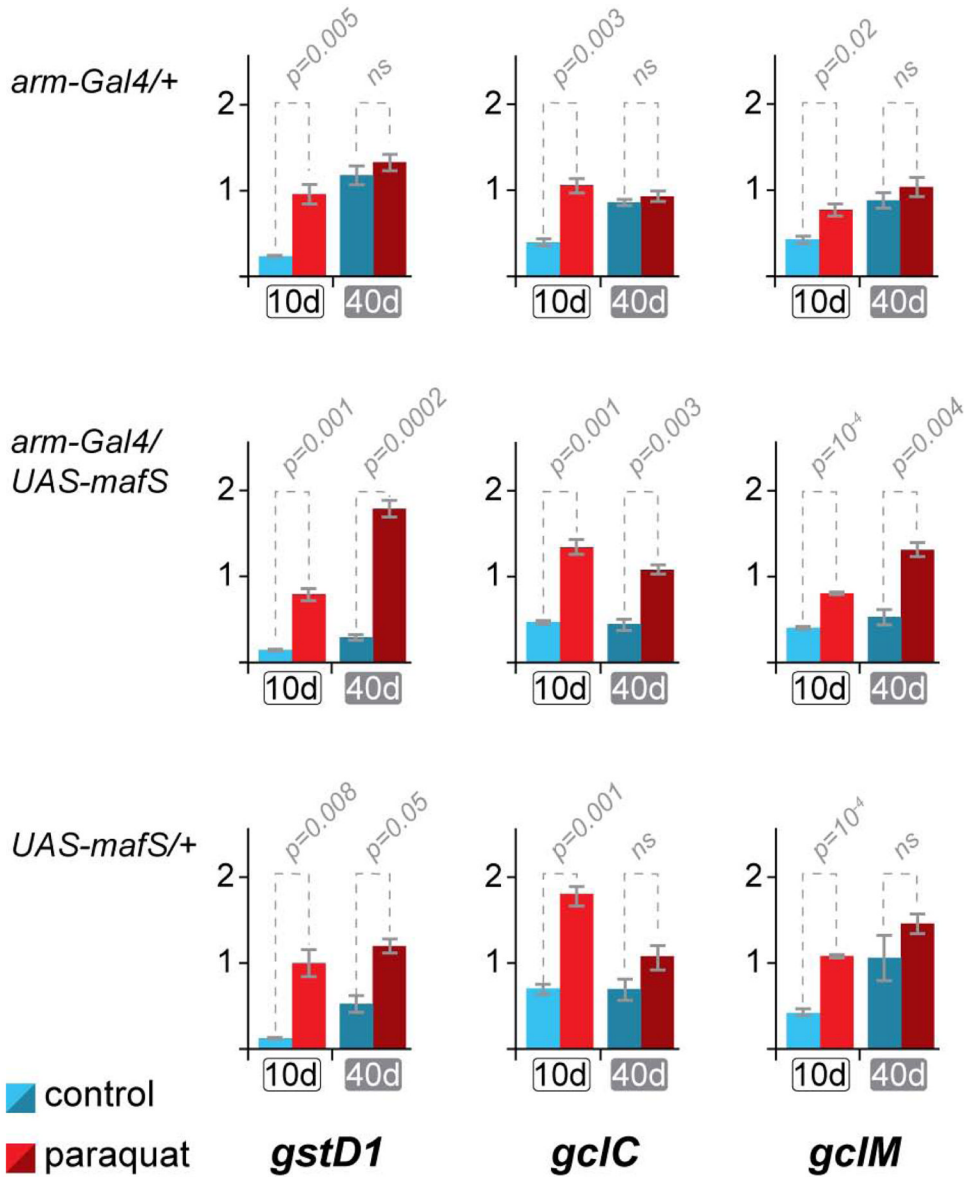 p=0.005 ns p=0.003 ns p=0.02 ns
arm-Gal4/+
2 2 2
1 1 1
10d 40d 10d 40d 10d 40d
p=0.001 p=0.0002 p=0.001 p=0.003 p=10⁻⁴ p=0.004
arm-Gal4/
UAS-mafS
2 2 2
1 1 1
10d 40d 10d 40d 10d 40d
p=0.008 p=0.05 p=0.001 ns p=10⁻⁴ ns
UAS-mafS/+
2 2 2
1 1 1
10d 40d 10d 40d 10d 40d
control
paraquat gstD1 gclC gclM